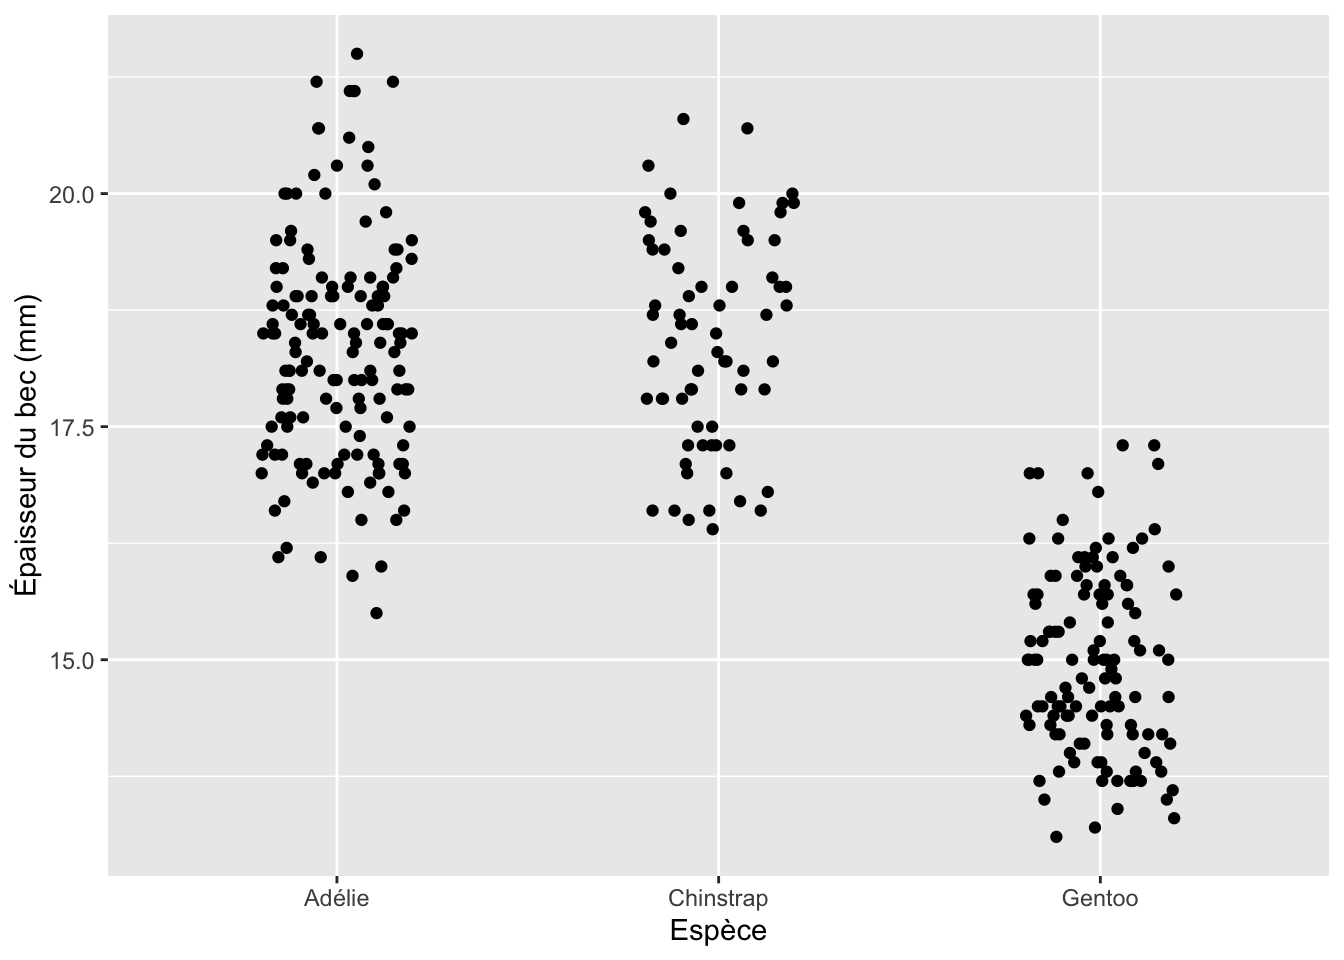 Épaisseur du bec (mm)
20.0
17.5
15.0
Adélie Chinstrap Gentoo
Espèce